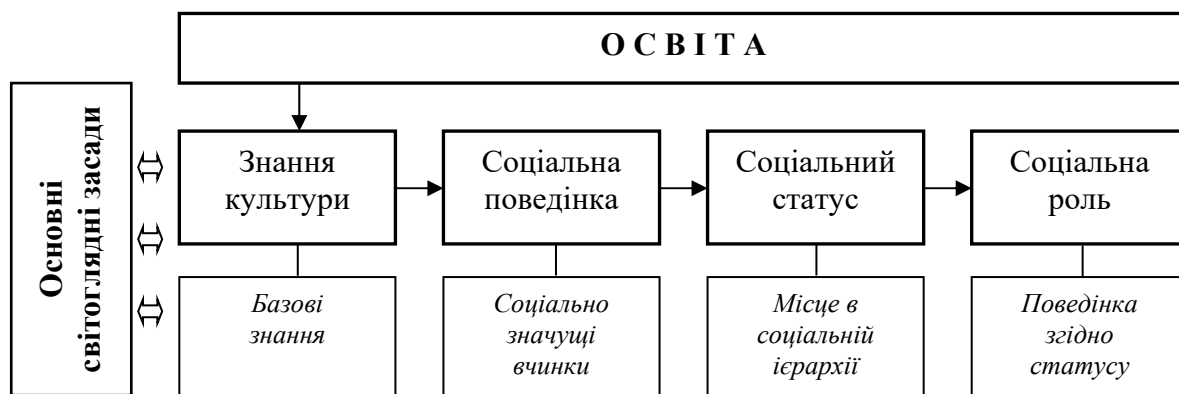 О С В І Т А
Основні
світоглядні засади
Знання
культури
Соціальна
поведінка
Соціальний
статус
Соціальна
роль
Базові
знання
Соціально
значущі
вчинки
Місце в
соціальній
ієрархії
Поведінка
згідно
статусу